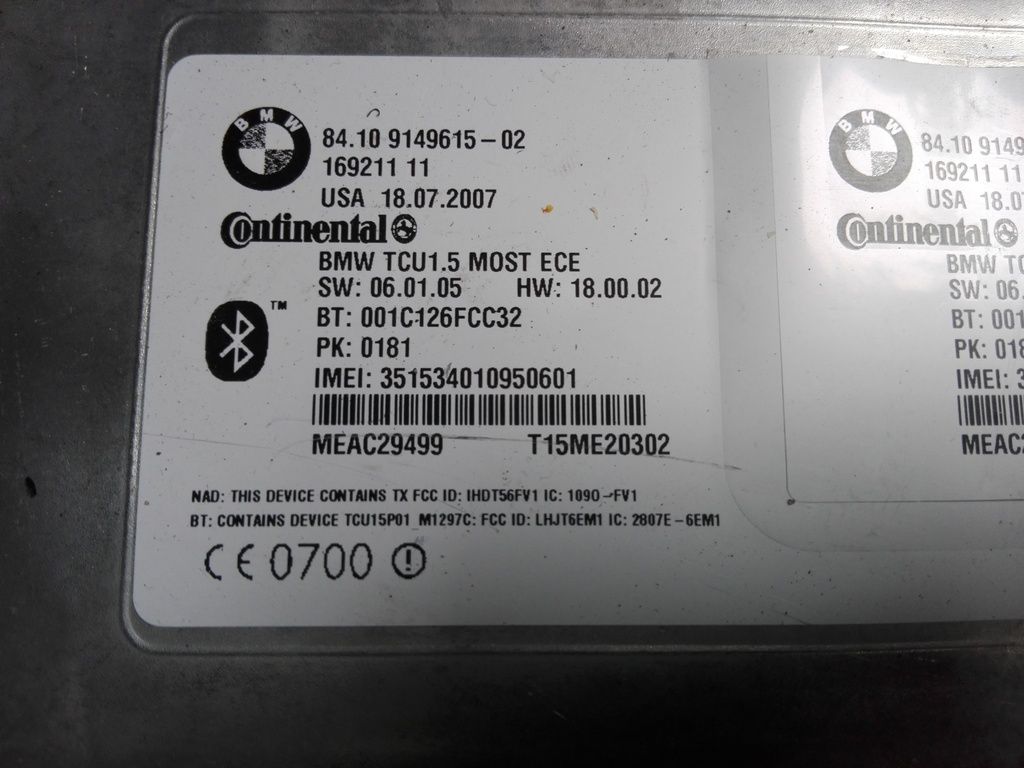 BMW
84.10 9149615-02
169211 11
USA 18.07.2007
Continental
BMW TCU1.5 MOST ECE
SW: 06.01.05 HW: 18.00.02
™
BT: 001C126FCC32
PK: 0181
IMEI: 351534010950601
MEAC29499 T15ME20302
NAD: THIS DEVICE CONTAINS TX FCC ID: IHDT56FV1 IC: 1090-FV1
BT: CONTAINS DEVICE TCU15P01 M1297C: FCC ID: LHJT6EM1 IC: 2807E-6EM1
CE 0700
BMW
84.10 9149
169211 11
USA 18.0
Continental
BMW TC
SW: 06.
BT: 001
PK: 018
IMEI: 3
MEAC2